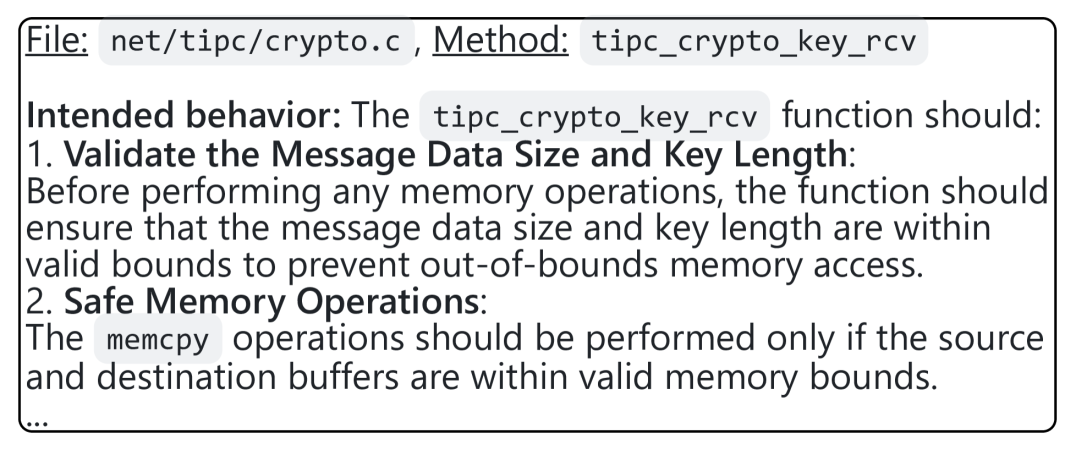 File: net/tipc/crypto.c, Method: tipc_crypto_key_rcv
Intended behavior: The tipc_crypto_key_rcv function should:
1. Validate the Message Data Size and Key Length:
Before performing any memory operations, the function should
ensure that the message data size and key length are within
valid bounds to prevent out-of-bounds memory access.
2. Safe Memory Operations:
The memcpy operations should be performed only if the source
and destination buffers are within valid memory bounds.
...